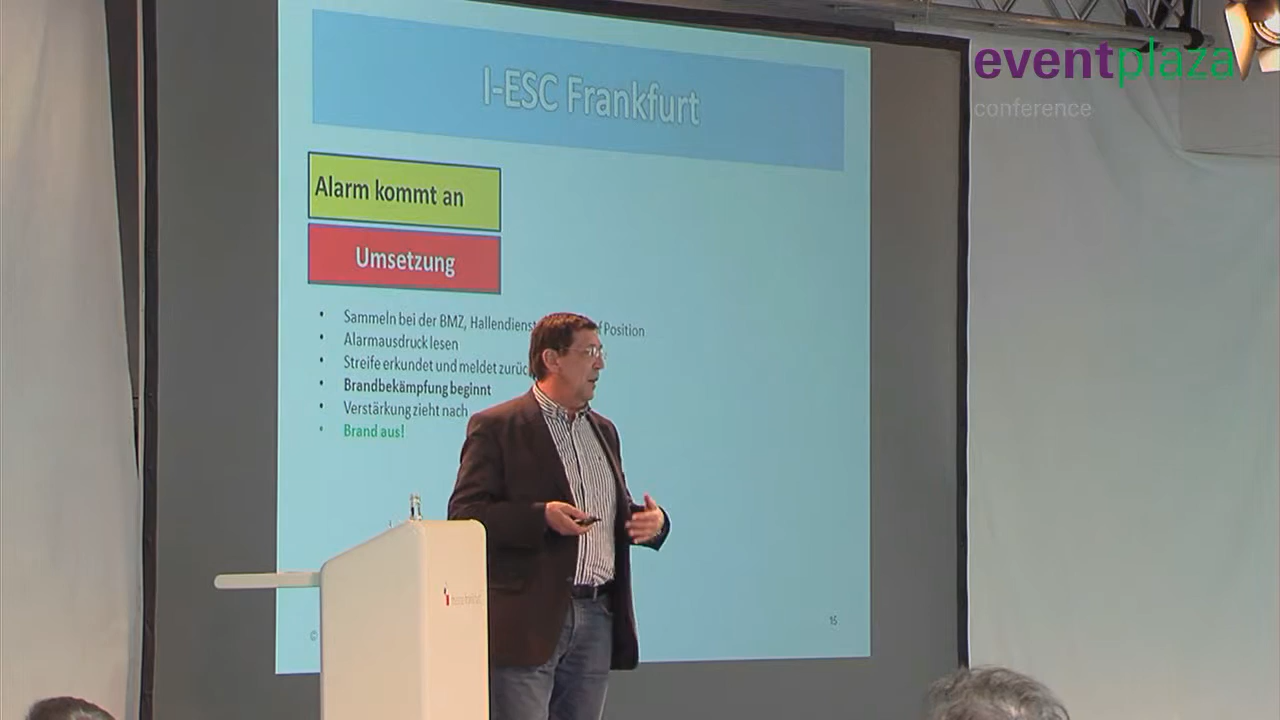 eventplaza
conference
I-ESC Frankfurt
Alarm kommt an
Umsetzung
• Sammeln bei der BMZ, Hallendienst f Position
• Alarmausdruck lesen
• Streife erkundet und meldet zurüc
• Brandbekämpfung beginnt
• Verstärkung zieht nach
• Brand aus!
©
15